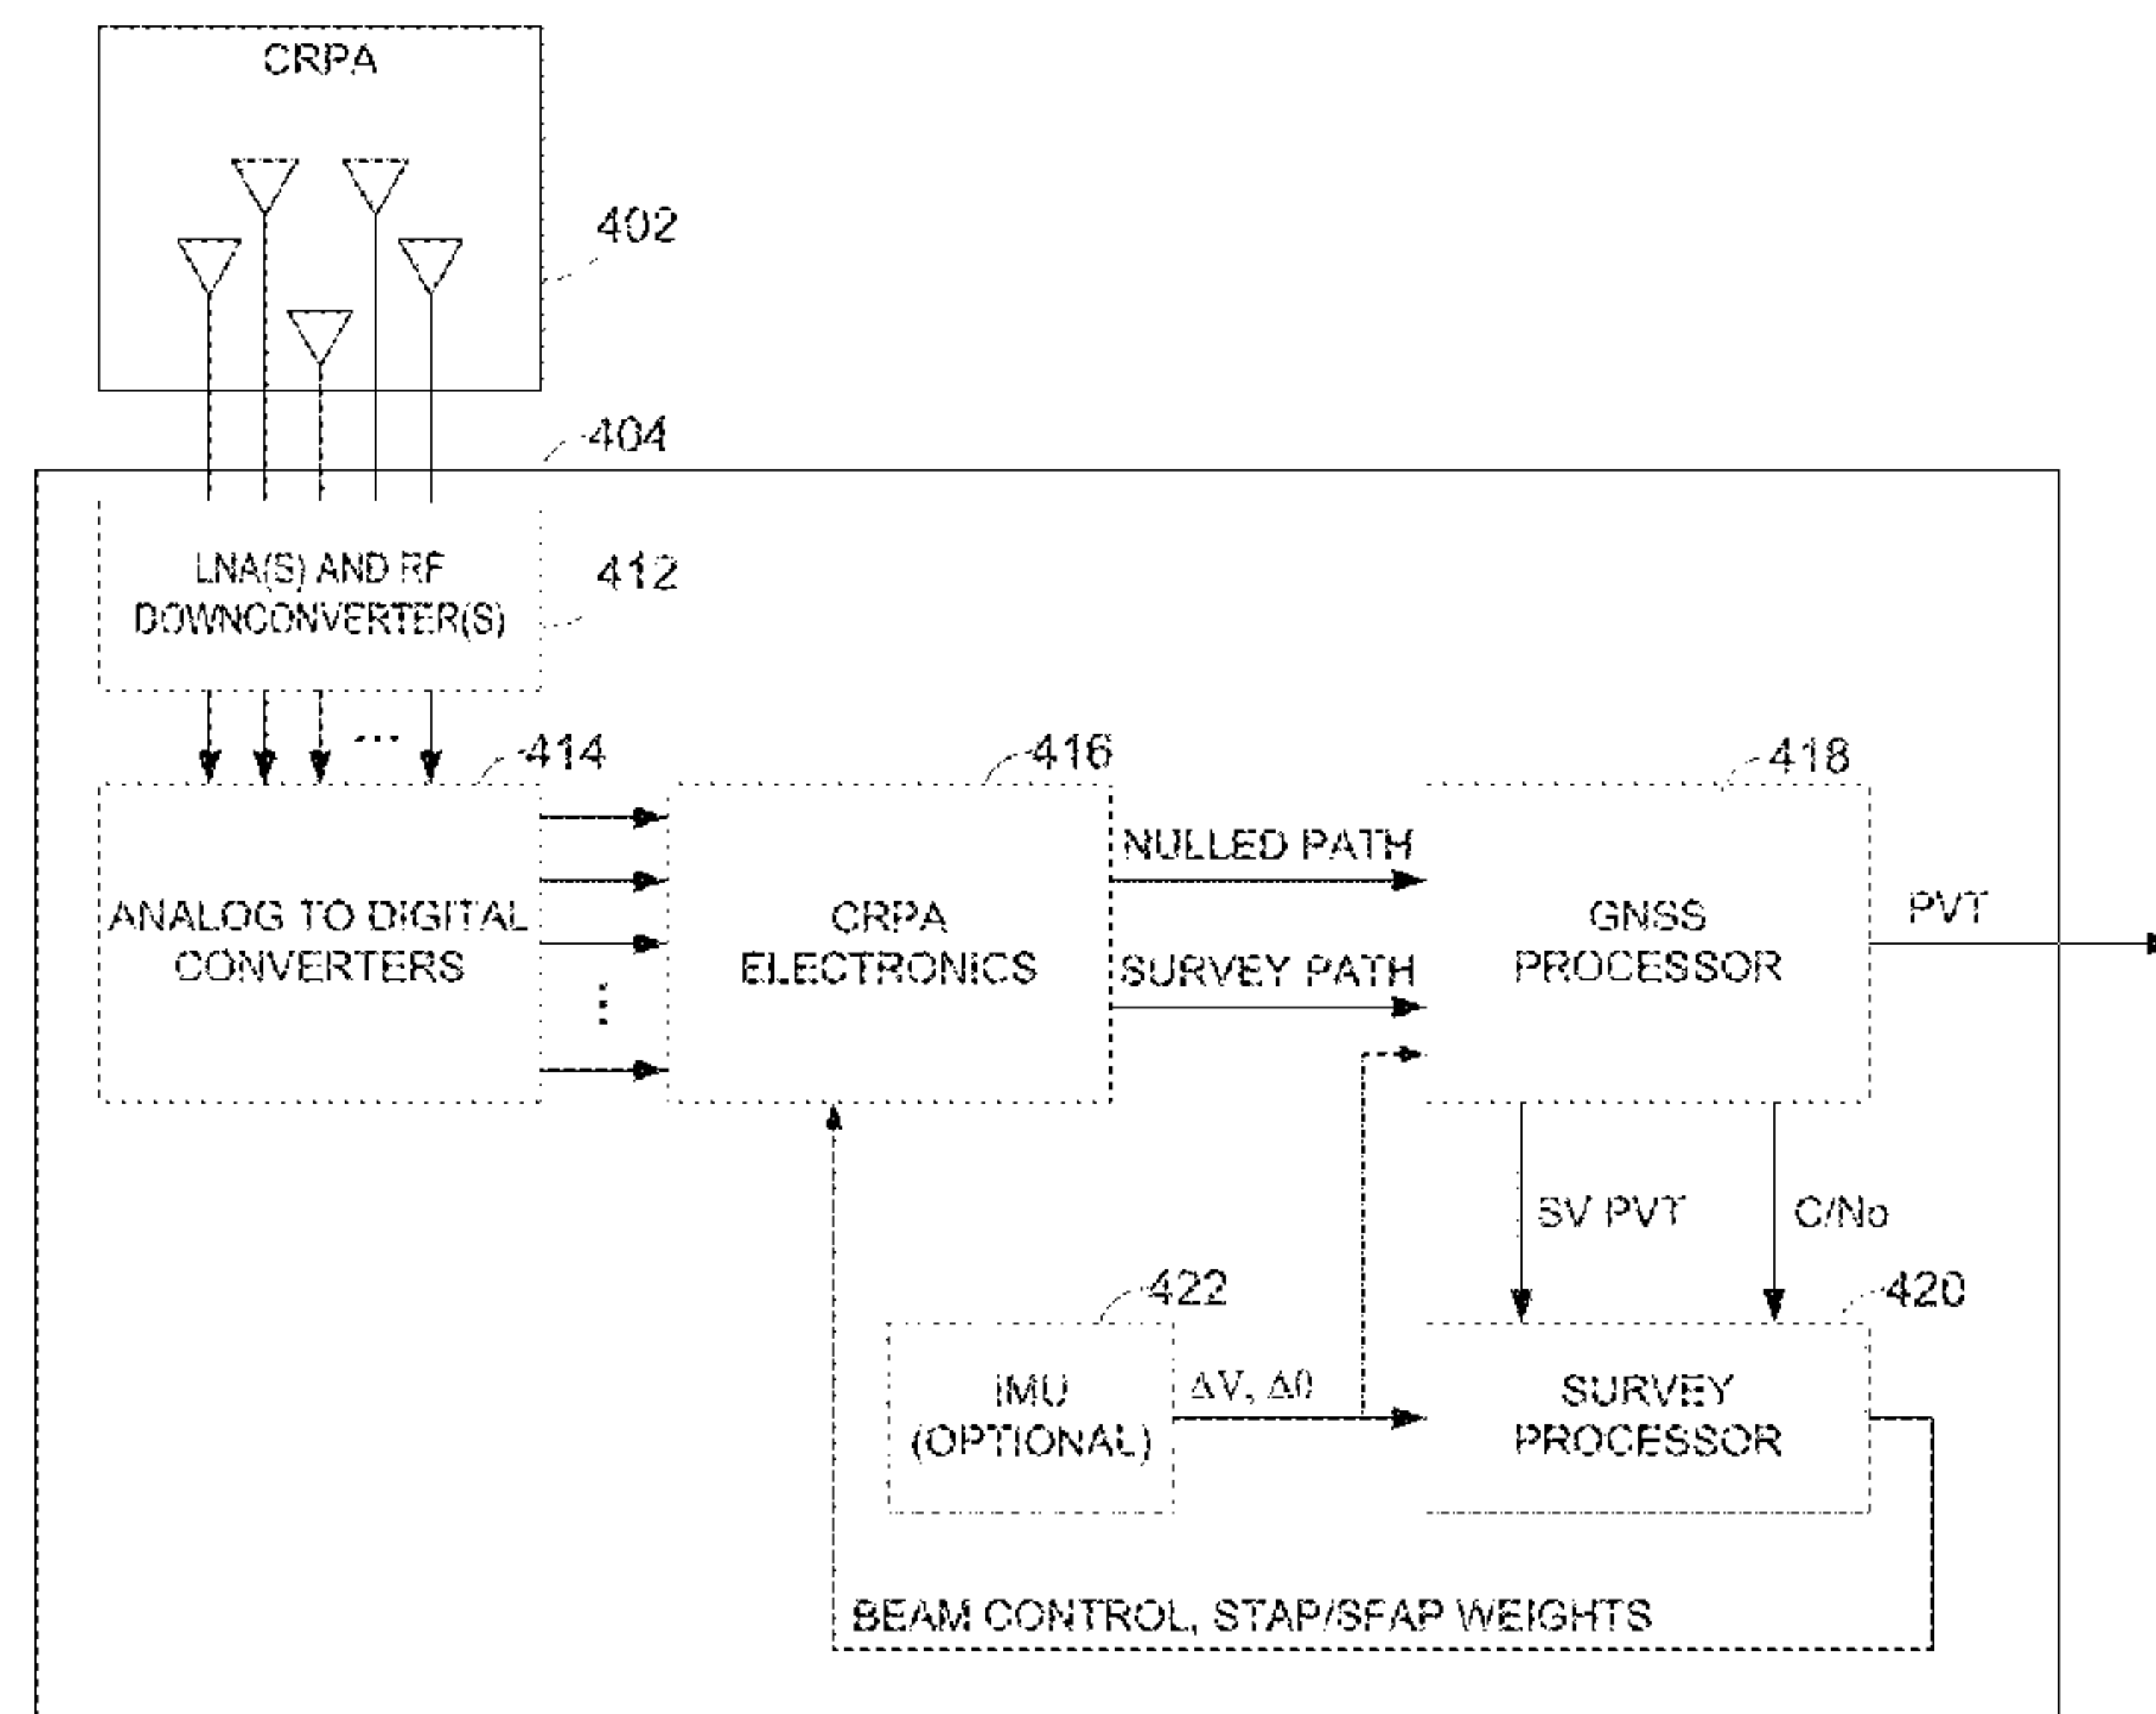 CRPA
402
404
LNA(S) AND RF
DOWNCONVERTER(S)
412
...
414
416
418
ANALOG TO DIGITAL
CONVERTERS
CRPA
ELECTRONICS
NULLED PATH
SURVEY PATH
GNSS
PROCESSOR
PVT
SV PVT
C/No
422
420
IMU
(OPTIONAL)
ΔV, Δθ
SURVEY
PROCESSOR
BEAM CONTROL, STAP/SFAP WEIGHTS